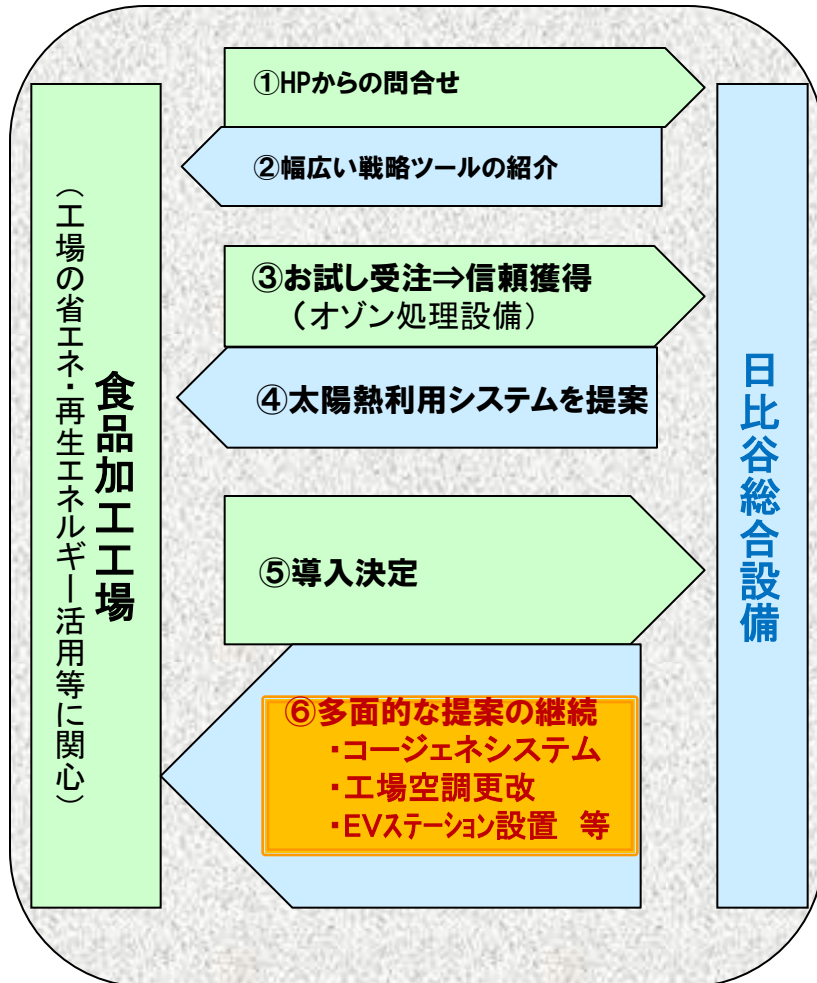 ①HPからの問合せ
②幅広い戦略ツールの紹介
③お試し受注⇒信頼獲得
（オゾン処理設備）
④太陽熱利用システムを提案
⑤導入決定
⑥多面的な提案の継続
・コージェネシステム
・工場空調更改
・EVステーション設置　等
食品加工工場
（工場の省エネ・再生エネルギー活用等に関心）
日比谷総合設備